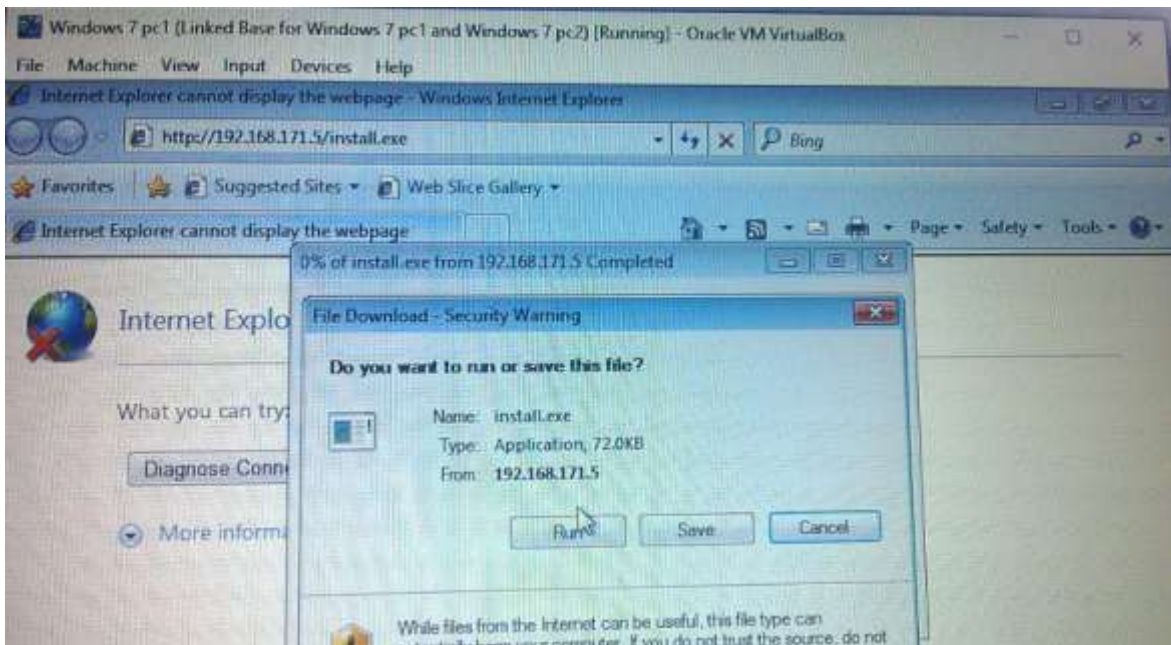 Windows 7 pc1 (Linked Base for Windows 7 pc1 and Windows 7 pc2) [Running] - Oracle VM VirtualBox
File Machine View Input Devices Help
Internet Explorer cannot display the webpage - Windows Internet Explorer
http://192.168.171.5/install.exe
Bing
Favorites Suggested Sites Web Slice Gallery
Internet Explorer cannot display the webpage
Page Safety Tools
0% of install.exe from 192.168.171.5 Completed
Internet Explo
File Download - Security Warning
Do you want to run or save this file?
What you can try:
Name: install.exe
Type: Application, 72.0KB
From: 192.168.171.5
Diagnose Conn
More informa
Run Save Cancel
While files from the Internet can be useful, this file type can
your computer. If you do not trust the source, do not